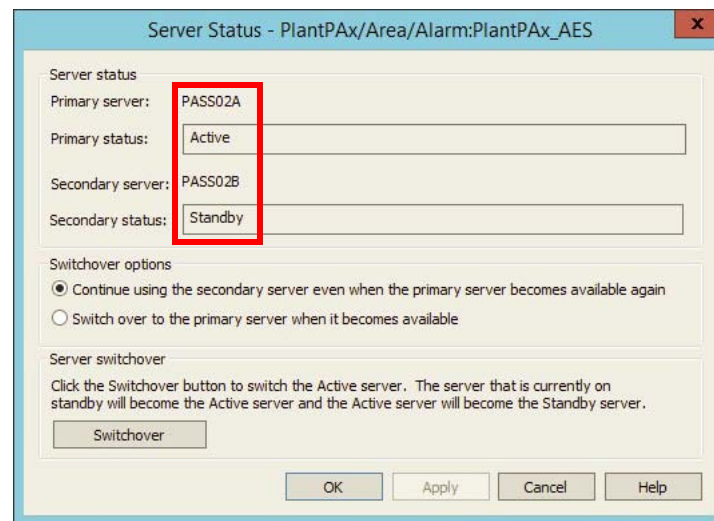 Server Status - PlantPAx/Area/Alarm:PlantPAx_AES
x
Server status
Primary server: PASS02A
Primary status: Active
Secondary server: PASS02B
Secondary status: Standby
Switchover options
Continue using the secondary server even when the primary server becomes available again
Switch over to the primary server when it becomes available
Server switchover
Click the Switchover button to switch the Active server. The server that is currently on
standby will become the Active server and the Active server will become the Standby server.
Switchover
OK Apply Cancel Help